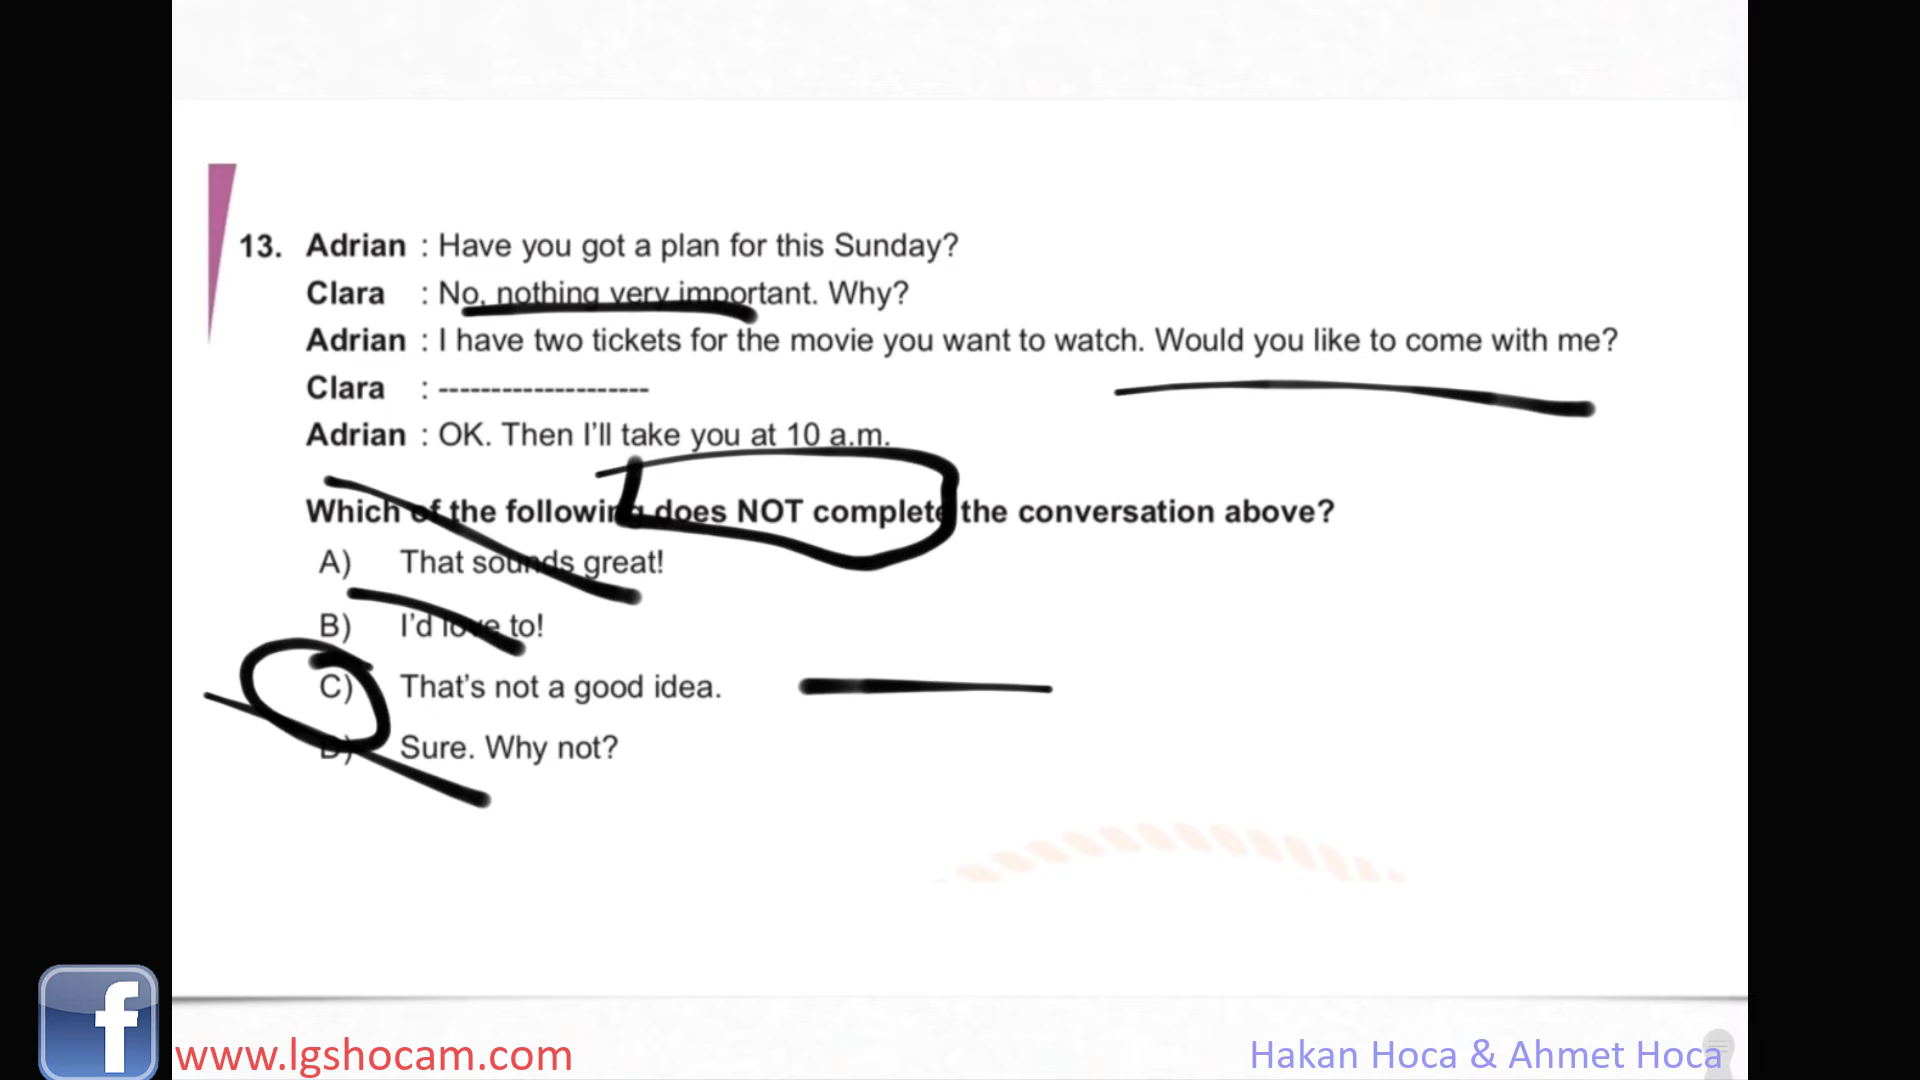 13. Adrian : Have you got a plan for this Sunday?
Clara : No, nothing very important. Why?
Adrian : I have two tickets for the movie you want to watch. Would you like to come with me?
Clara : --------------------
Adrian : OK. Then I'll take you at 10 a.m.
Which of the following does NOT complete the conversation above?
A) That sounds great!
B) I'd love to!
C) That's not a good idea.
D) Sure. Why not?
f www.lgshocam.com
Hakan Hoca & Ahmet Hoca